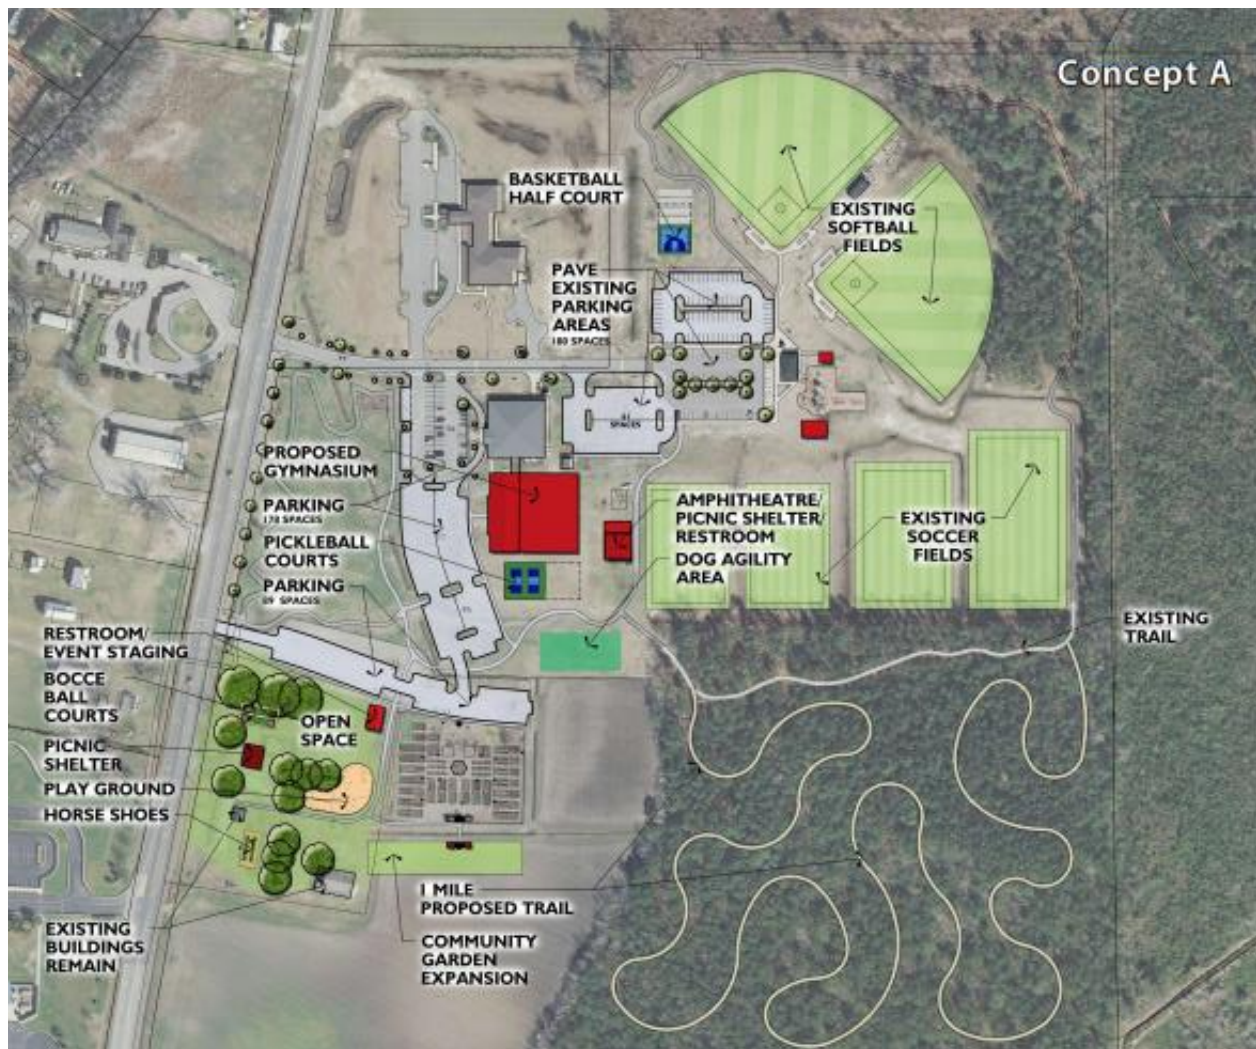 Concept A
BASKETBALL
HALF COURT
EXISTING
SOFTBALL
FIELDS
PAVE
EXISTING
PARKING
AREAS
180 SPACES
SPACES
PROPOSED
GYMNASIUM
PARKING
178 SPACES
PICKLEBALL
COURTS
PARKING
89 SPACES
AMPHITHEATRE/
PICNIC SHELTER/
RESTROOM
DOG AGILITY
AREA
EXISTING
SOCCER
FIELDS
EXISTING
TRAIL
RESTROOM/
EVENT STAGING
BOCCE
BALL
COURTS
OPEN
SPACE
PICNIC
SHELTER
PLAY GROUND
HORSE SHOES
1 MILE
PROPOSED TRAIL
EXISTING
BUILDINGS
REMAIN
COMMUNITY
GARDEN
EXPANSION